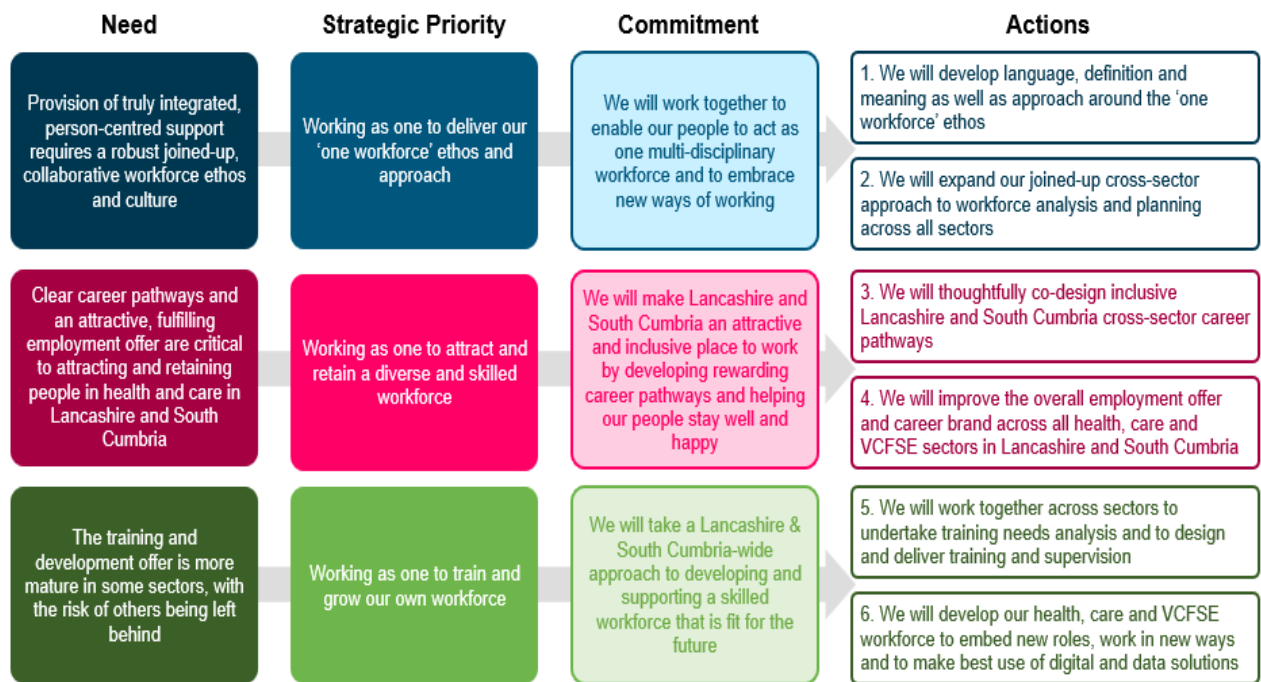 Need
Strategic Priority
Commitment
Actions
Provision of truly integrated,
person-centred support
requires a robust joined-up,
collaborative workforce ethos
and culture
Working as one to deliver our
‘one workforce’ ethos and
approach
We will work together to
enable our people to act as
one multi-disciplinary
workforce and to embrace
new ways of working
1. We will develop language, definition and
meaning as well as approach around the ‘one
workforce’ ethos
2. We will expand our joined-up cross-sector
approach to workforce analysis and planning
across all sectors
Clear career pathways and
an attractive, fulfilling
employment offer are critical
to attracting and retaining
people in health and care in
Lancashire and South
Cumbria
Working as one to attract and
retain a diverse and skilled
workforce
We will make Lancashire and
South Cumbria an attractive
and inclusive place to work
by developing rewarding
career pathways and helping
our people stay well and
happy
3. We will thoughtfully co-design inclusive
Lancashire and South Cumbria cross-sector career
pathways
4. We will improve the overall employment offer
and career brand across all health, care and
VCFSE sectors in Lancashire and South Cumbria
The training and
development offer is more
mature in some sectors, with
the risk of others being left
behind
Working as one to train and
grow our own workforce
We will take a Lancashire &
South Cumbria-wide
approach to developing and
supporting a skilled
workforce that is fit for the
future
5. We will work together across sectors to
undertake training needs analysis and to design
and deliver training and supervision
6. We will develop our health, care and VCFSE
workforce to embed new roles, work in new ways
and to make best use of digital and data solutions